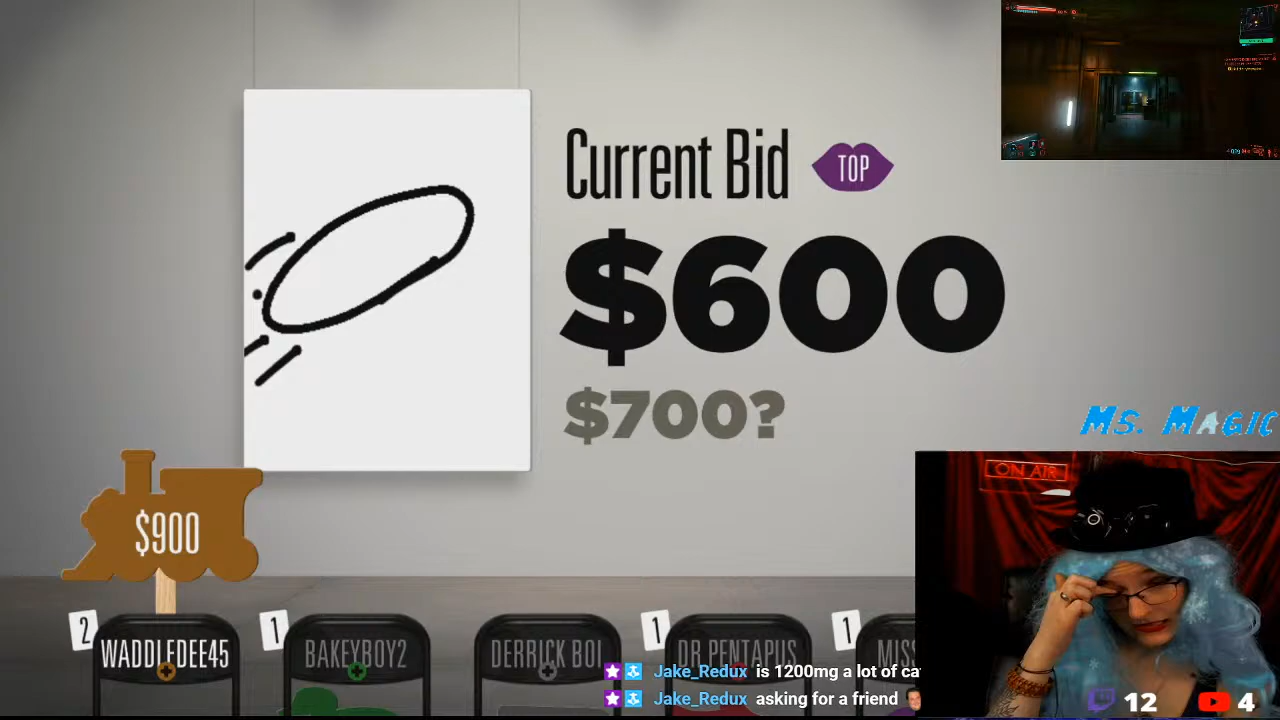 Current Bid TOP
$600
$700?
MS. MAGIC
ON AIR
$900
2 WADDLEDEE45
1 BAKEYBOY2
DERRICK BOI
1 DR PENTAPUS
1 MISS
Jake_Redux is 1200mg a lot of ca
Jake_Redux asking for a friend
12 4